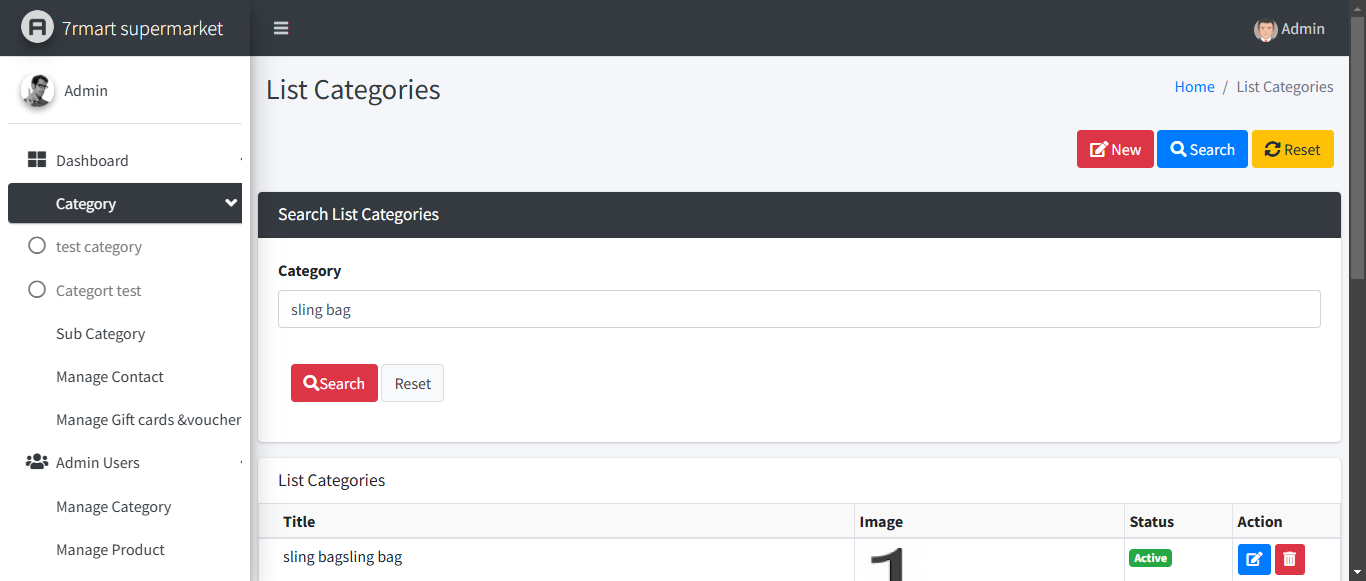 7rmart supermarket
Admin
Admin
List Categories
Home / List Categories
New Search Reset
Dashboard
Category
test category
Categort test
Sub Category
Manage Contact
Manage Gift cards &voucher
Admin Users
Manage Category
Manage Product
Search List Categories
Category
sling bag
Search Reset
List Categories
Title Image Status Action
sling bagsling bag 1 Active